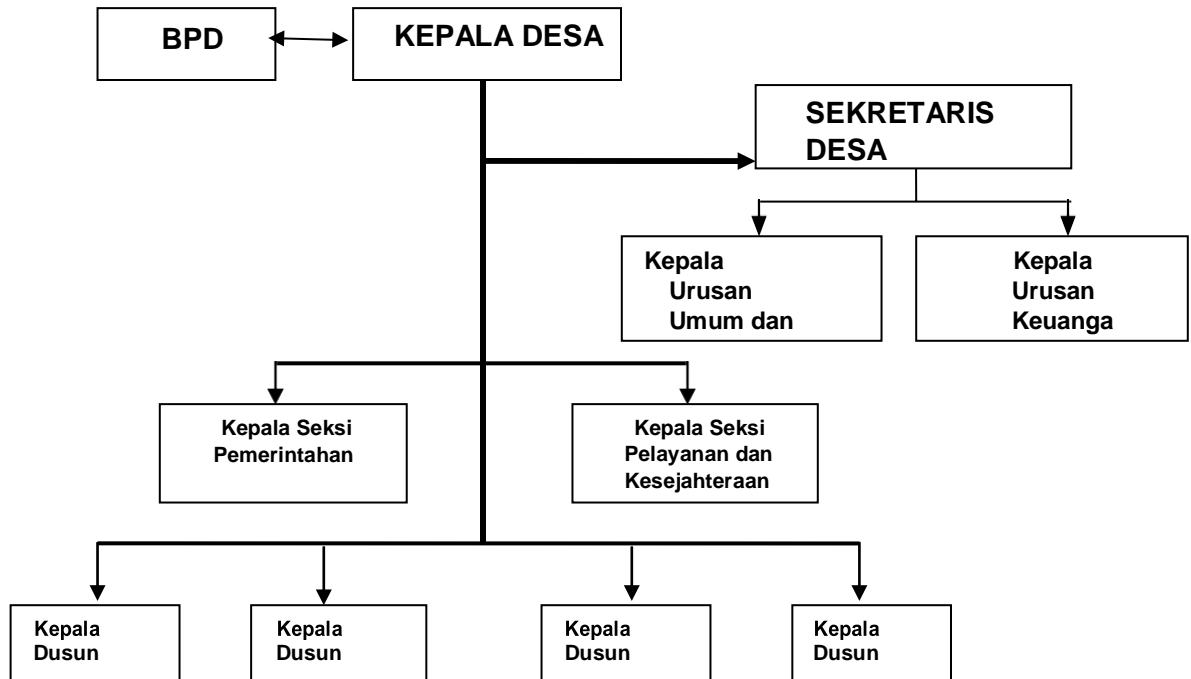 BPD
KEPALA DESA
SEKRETARIS
DESA
Kepala
Urusan
Umum dan
Kepala
Urusan
Keuanga
Kepala Seksi
Pemerintahan
Kepala Seksi
Pelayanan dan
Kesejahteraan
Kepala
Dusun
Kepala
Dusun
Kepala
Dusun
Kepala
Dusun